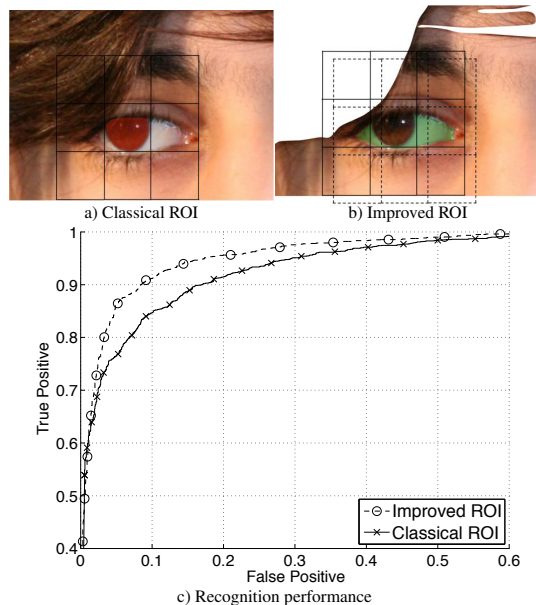 a) Classical ROI
b) Improved ROI
1
0.9
0.8
0.7
0.6
0.5
0.4
True Positive
0
0.1
0.2
0.3
0.4
0.5
0.6
False Positive
Improved ROI
Classical ROI
c) Recognition performance